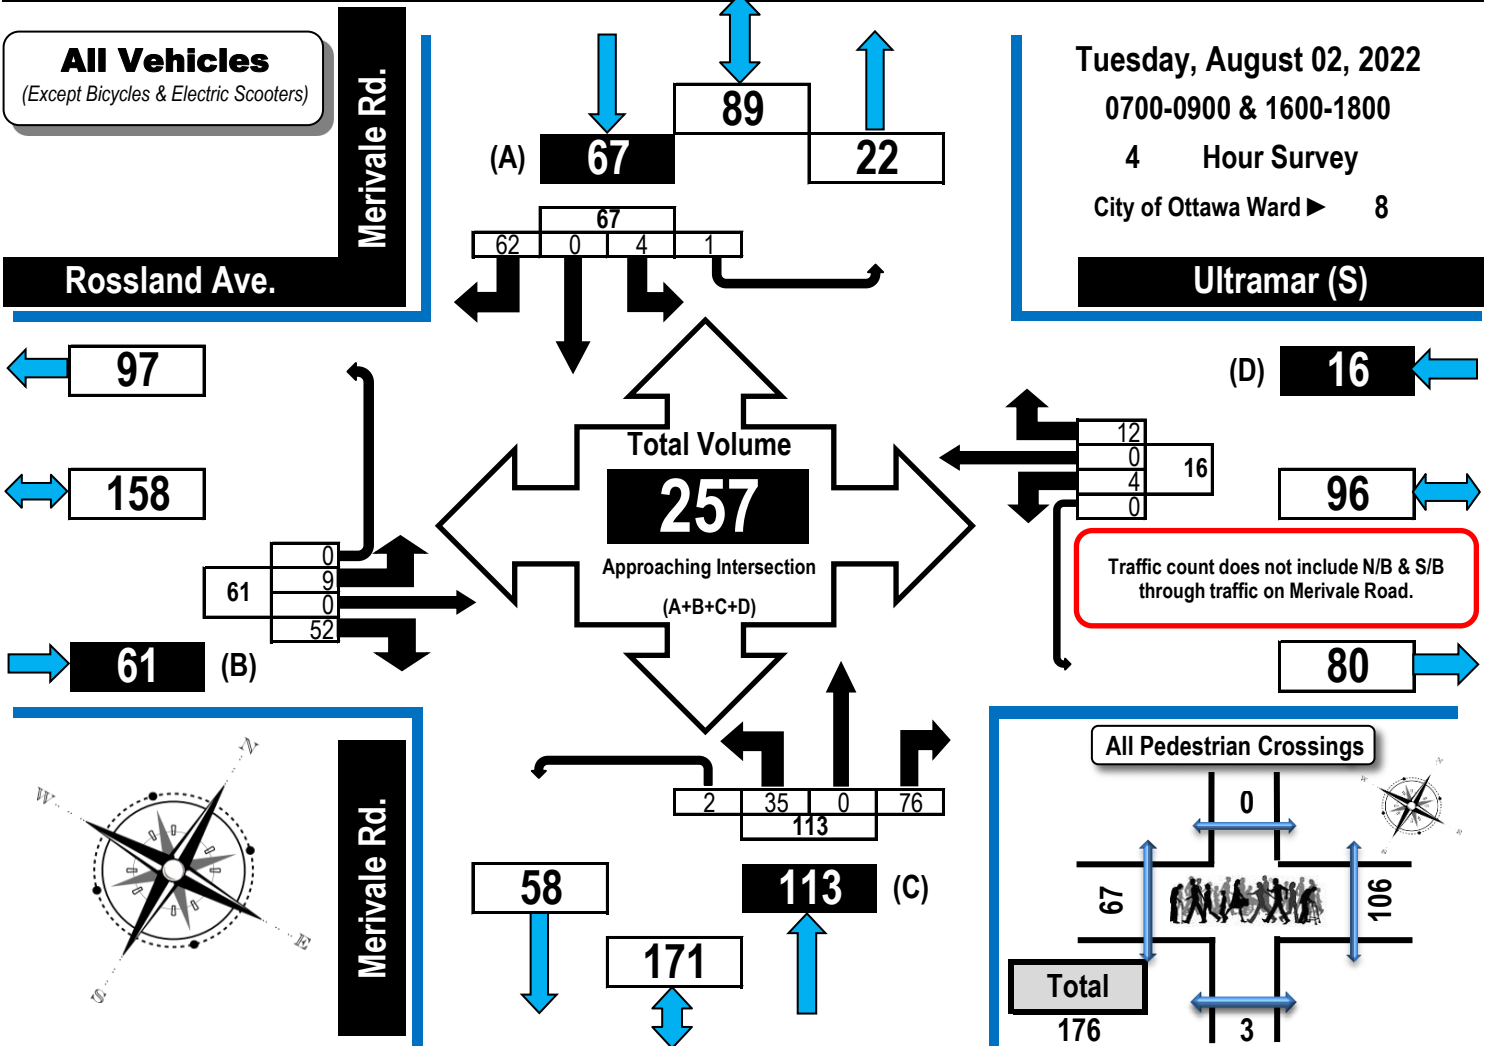 All Vehicles
(Except Bicycles & Electric Scooters)
Merivale Rd.
Rossland Ave.
89
(A)
67
22
67
62
0
4
1
Tuesday, August 02, 2022
0700-0900 & 1600-1800
4 Hour Survey
City of Ottawa Ward ► 8
Ultramar (S)
97
158
0
9
0
52
61
61
(B)
Total Volume
257
Approaching Intersection
(A+B+C+D)
(D)
16
12
0
4
0
16
96
Traffic count does not include N/B & S/B
through traffic on Merivale Road.
80
N
W
E
S
Merivale Rd.
2
35
0
76
113
58
113
(C)
171
All Pedestrian Crossings
0
67
106
Total
176
3